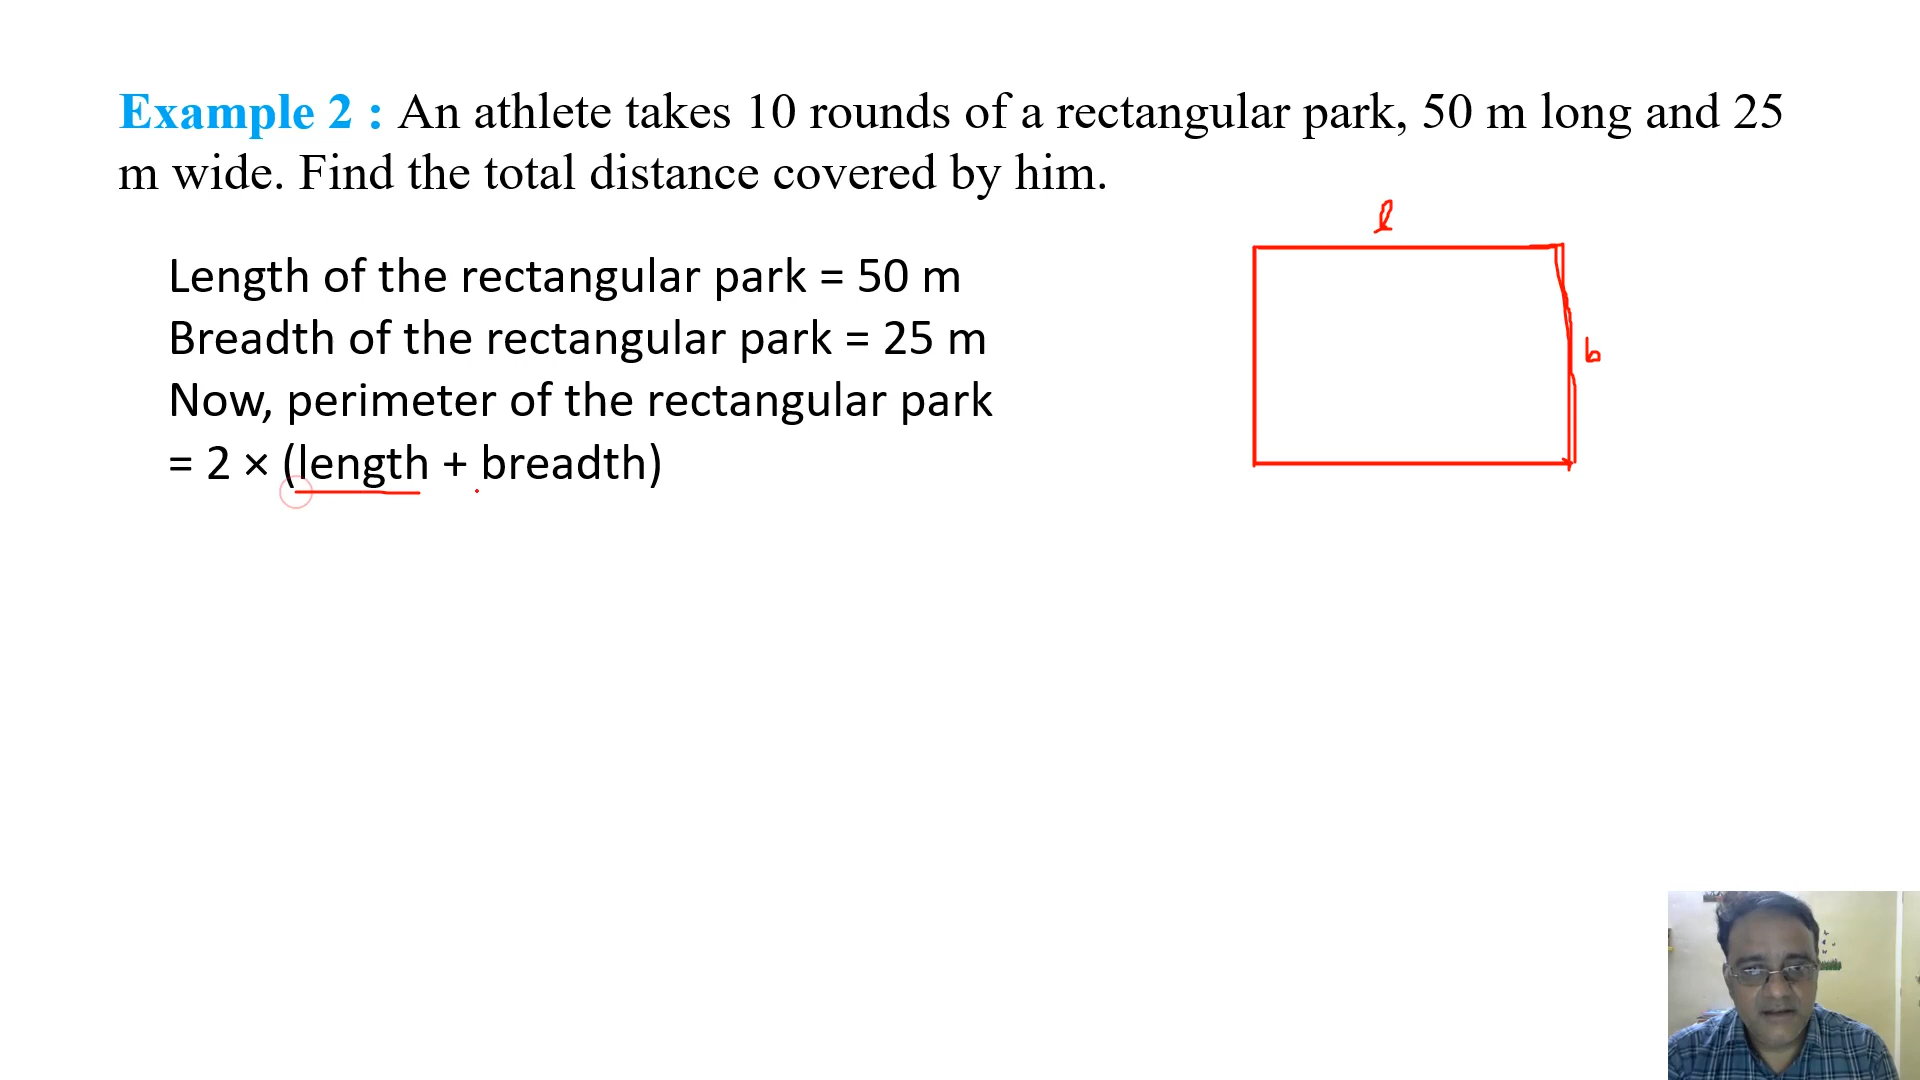 Example 2 : An athlete takes 10 rounds of a rectangular park, 50 m long and 25
m wide. Find the total distance covered by him.
l
Length of the rectangular park = 50 m
Breadth of the rectangular park = 25 m
b
Now, perimeter of the rectangular park
= 2 × (length + breadth)